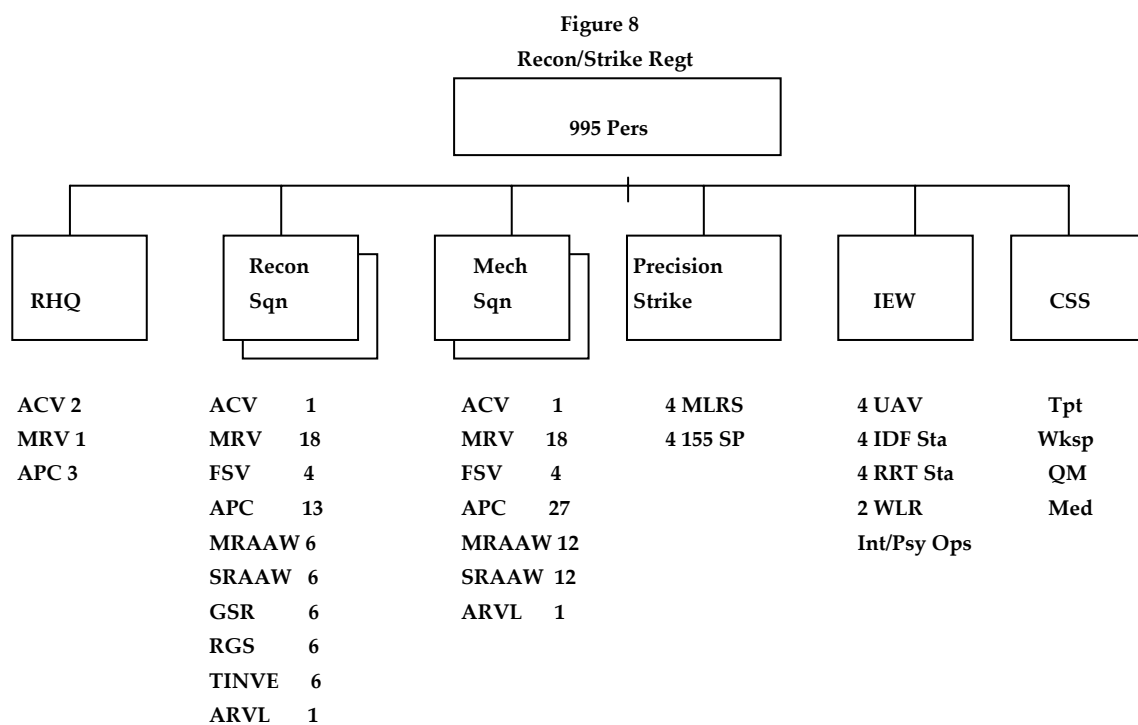 Figure 8
Recon/Strike Regt
995 Pers
RHQ
Recon
Sqn
Mech
Sqn
Precision
Strike
IEW
CSS
ACV 2
MRV 1
APC 3
ACV 1
MRV 18
FSV 4
APC 13
MRAAW 6
SRAAW 6
GSR 6
RGS 6
TINVE 6
ARVL 1
ACV 1
MRV 18
FSV 4
APC 27
MRAAW 12
SRAAW 12
ARVL 1
4 MLRS
4 155 SP
4 UAV
4 IDF Sta
4 RRT Sta
2 WLR
Int/Psy Ops
Tpt
Wksp
QM
Med